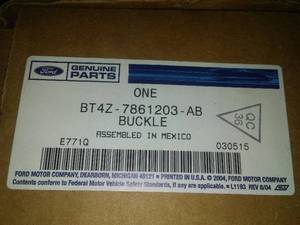 Ford
GENUINE
PARTS
ONE
BT4Z-7861203-AB
BUCKLE
ASSEMBLED IN MEXICO
QC
36
E771Q
030515
FORD MOTOR COMPANY, DEARBORN, MICHIGAN 48121 • PRINTED IN U.S.A. © 2004, FORD MOTOR COMPANY
Contents conform to Federal Motor Vehicle Safety Standards, if any are applicable • L1193 REV 6/04